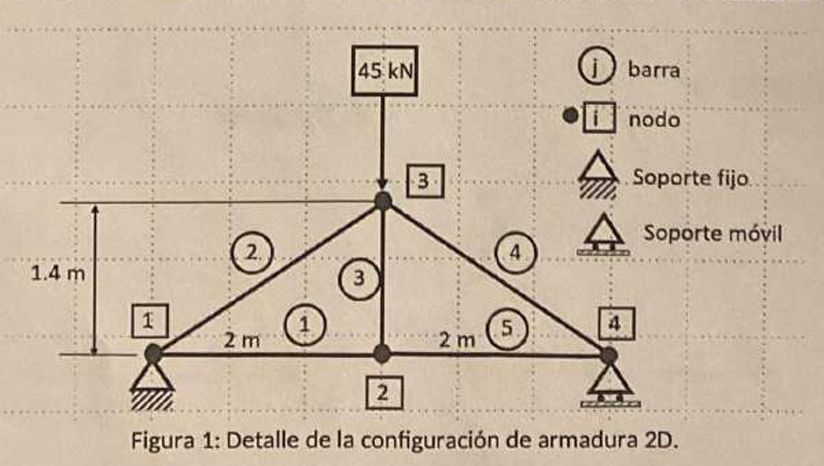 45 kN
j barra
i nodo
3
Soporte fijo
2
4
Soporte móvil
1.4 m
3
1
2 m
1
2 m
5
4
2
Figura 1: Detalle de la configuración de armadura 2D.